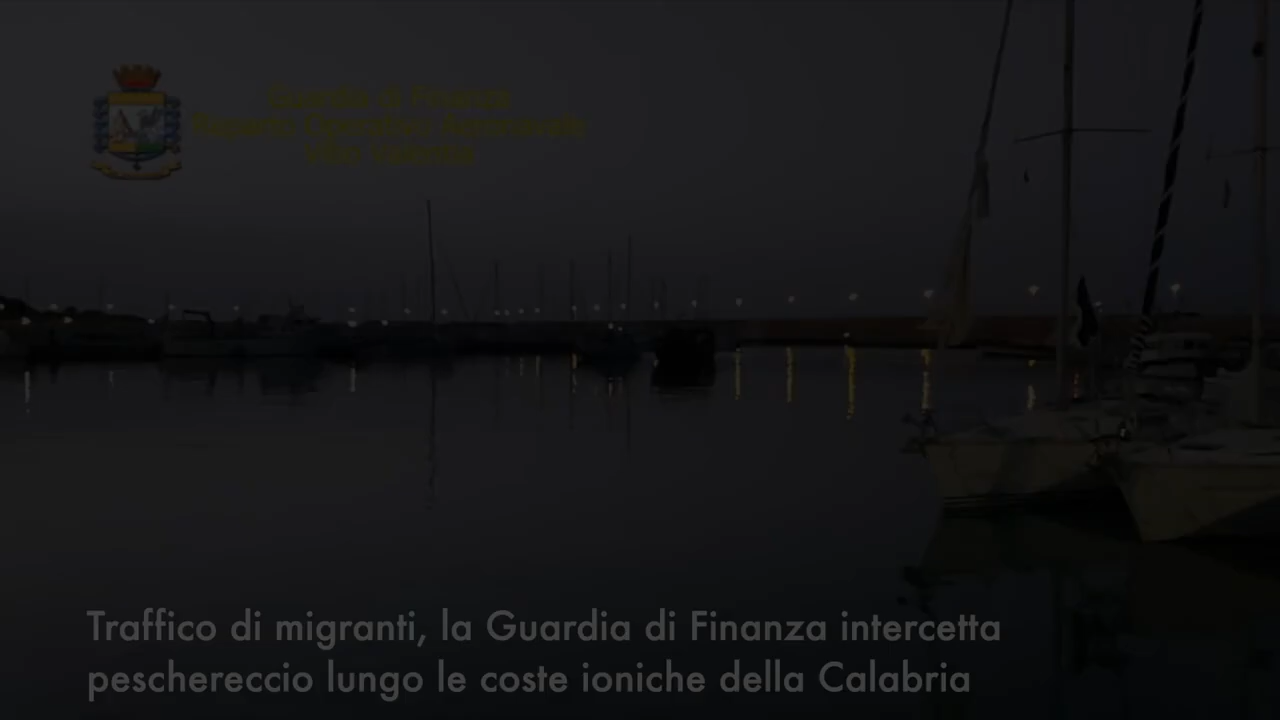 Guardia di Finanza
Reparto Operativo Aeronavale
Vibo Valentia
Traffico di migranti, la Guardia di Finanza intercetta
peschereccio lungo le coste ioniche della Calabria